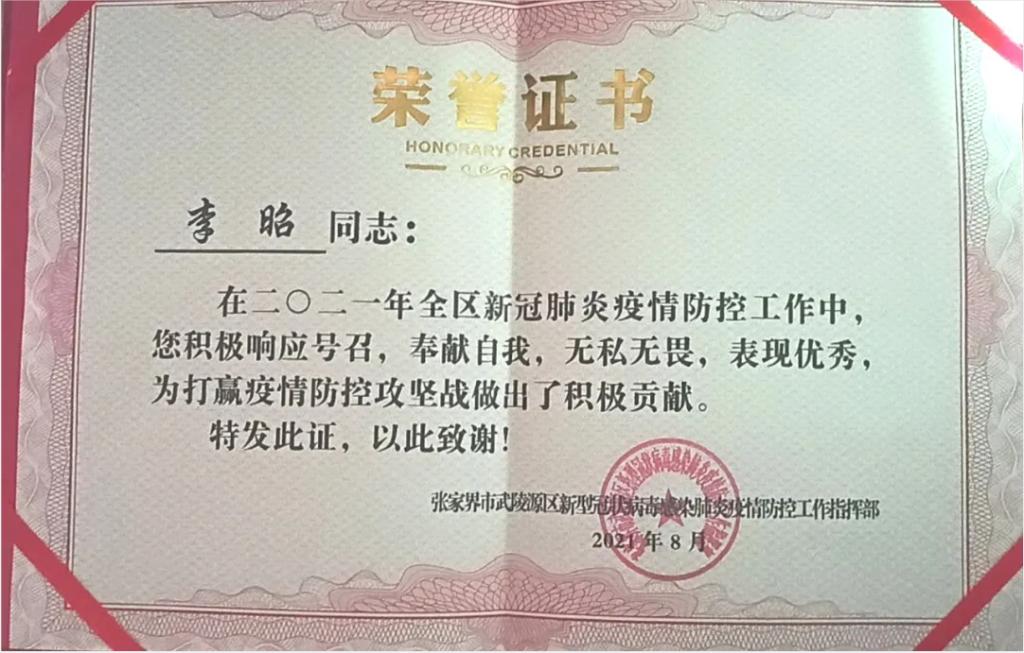 荣誉证书
HONORARY CREDENTIAL
李 昭 同志：
在二〇二一年全区新冠肺炎疫情防控工作中，
您积极响应号召，奉献自我，无私无畏，表现优秀，
为打赢疫情防控攻坚战做出了积极贡献。
特发此证，以此致谢！
张家界市武陵源区新型冠状病毒感染肺炎疫情防控工作指挥部
2021年8月